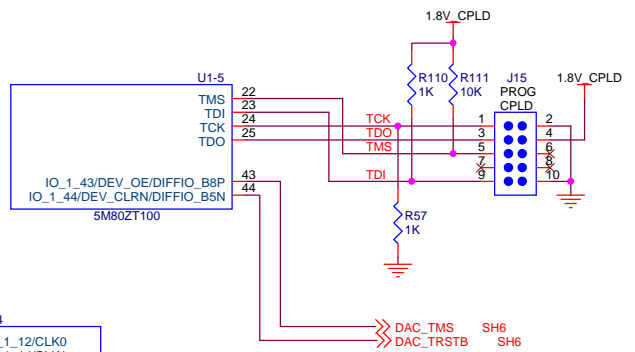 1.8V_CPLD
U1-5
R110
1K
R111
10K
J15
PROG
CPLD
1.8V_CPLD
TMS 22
TDI 23
TCK 24
TDO 25
TCK 1 2
TDO 3 4
TMS 5 6
7 8
TDI 9 10
IO_1_43/DEV_OE/DIFFIO_B8P 43
IO_1_44/DEV_CLRN/DIFFIO_B5N 44
5M80ZT100
R57
1K
DAC_TMS SH6
DAC_TRSTB SH6
_1_12/CLK0